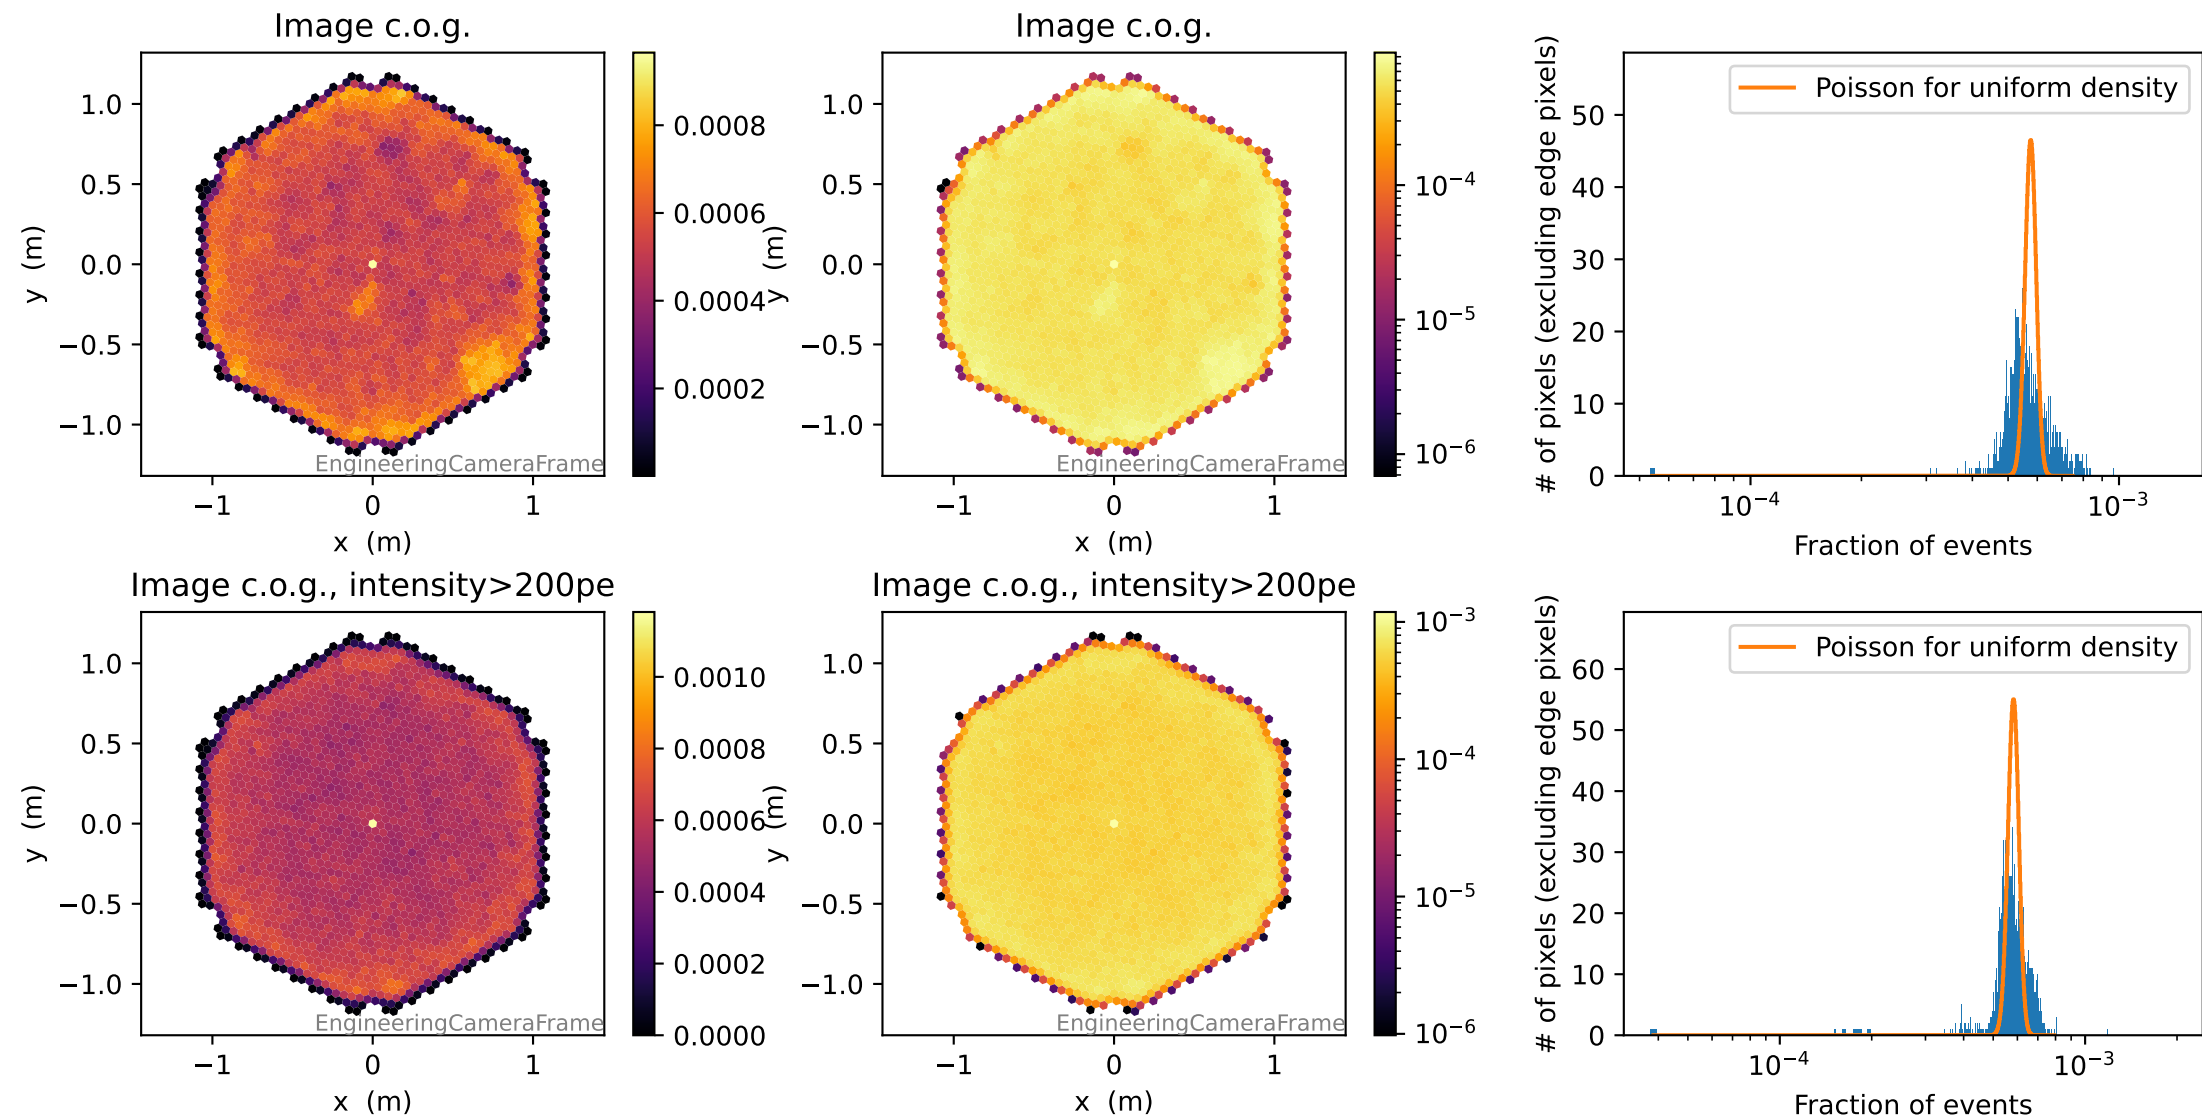 Image c.o.g.
1.0
0.5
0.0
−0.5
−1.0
y (m)
−1 0 1
x (m)
EngineeringCameraFrame
0.0008
0.0006
0.0004
0.0002
Image c.o.g.
1.0
0.5
0.0
−0.5
−1.0
y (m)
−1 0 1
x (m)
EngineeringCameraFrame
10−4
10−5
10−6
# of pixels (excluding edge pixels)
50
40
30
20
10
0
Poisson for uniform density
10−4 10−3
Fraction of events
Image c.o.g., intensity>200pe
1.0
0.5
0.0
−0.5
−1.0
y (m)
−1 0 1
x (m)
EngineeringCameraFrame
0.0010
0.0008
0.0006
0.0004
0.0002
0.0000
Image c.o.g., intensity>200pe
1.0
0.5
0.0
−0.5
−1.0
y (m)
−1 0 1
x (m)
EngineeringCameraFrame
10−3
10−4
10−5
10−6
# of pixels (excluding edge pixels)
60
50
40
30
20
10
0
Poisson for uniform density
10−4 10−3
Fraction of events